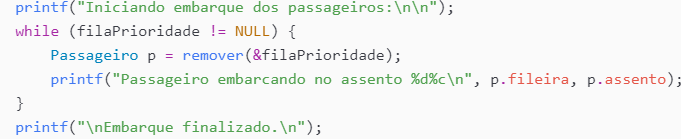 printf("Iniciando embarque dos passageiros:\n\n");
while (filaPrioridade != NULL) {
    Passageiro p = remover(&filaPrioridade);
    printf("Passageiro embarcando no assento %d%c\n", p.fileira, p.assento);
}
printf("\nEmbarque finalizado.\n");